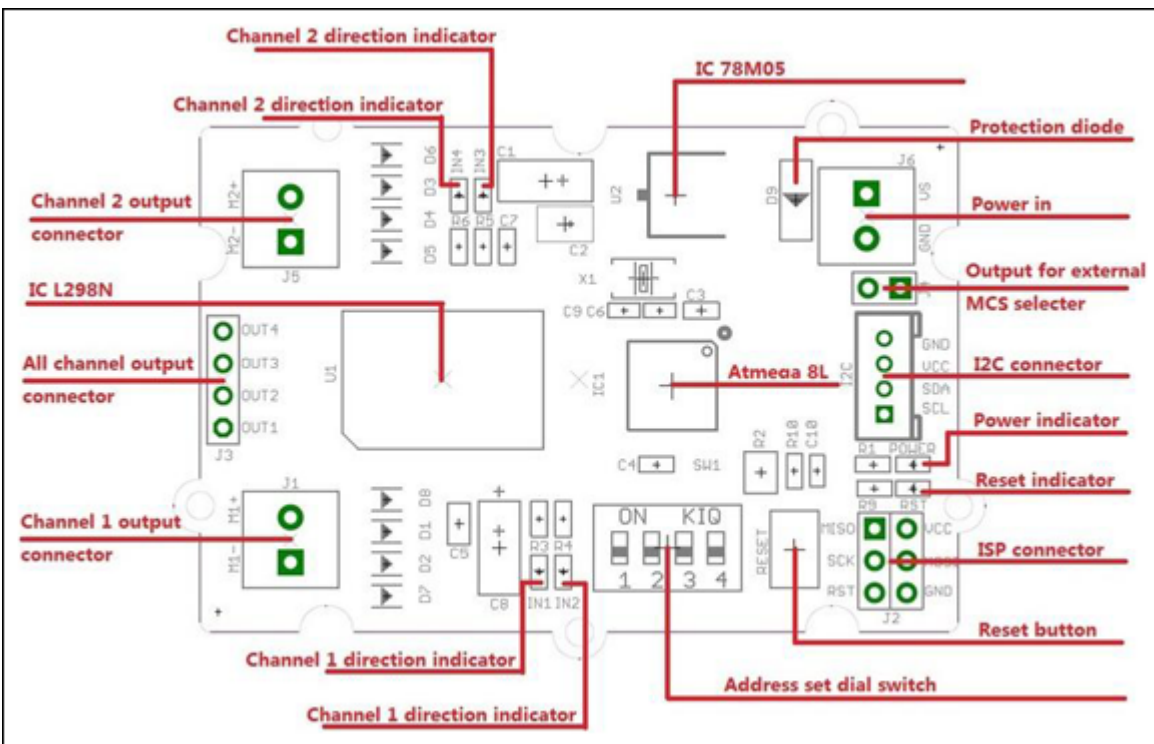 Channel 2 direction indicator
IC 78M05
Channel 2 direction indicator
Protection diode
D6
IN4
IN3
C1
J6
D3
U2
D9
VS
Channel 2 output
connector
M2+
M2-
D4
R6
R5
C7
Power in
GND
D5
C2
J5
X1
Output for external
MCS selecter
J4
IC L298N
C9
C6
C3
OUT4
OUT3
OUT2
OUT1
J3
All channel output
connector
U1
IC1
Atmega 8L
I2C
GND
VCC
SDA
SCL
I2C connector
Power indicator
R2
R10
C10
R1
POWER
C4
SW1
Reset indicator
R9
RST
J1
M1+
M1-
Channel 1 output
connector
D8
D1
D2
D7
C5
C8
R3
R4
IN1
IN2
ON KIQ
1 2 3 4
RESET
MISO
SCK
RST
VCC
MOSI
GND
J2
ISP connector
Reset button
Channel 1 direction indicator
Address set dial switch
Channel 1 direction indicator